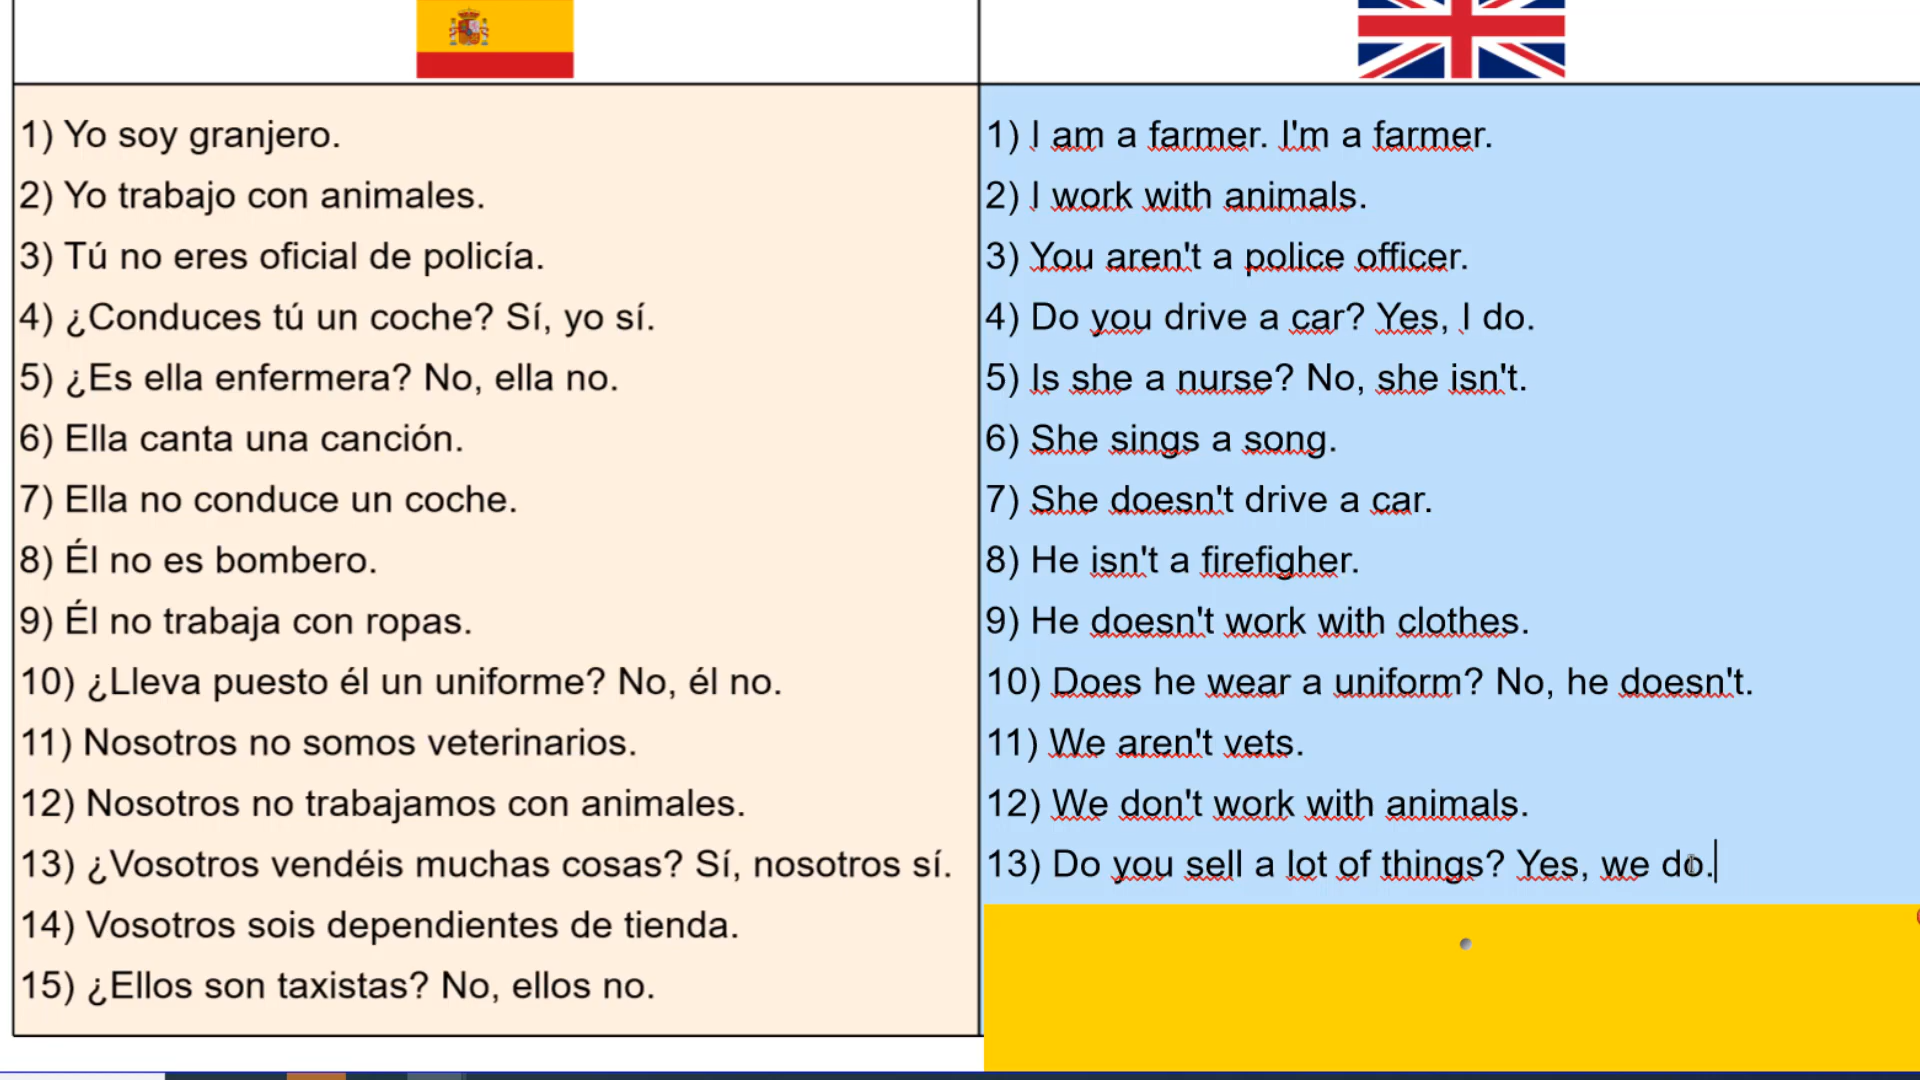 1) Yo soy granjero.
2) Yo trabajo con animales.
3) Tú no eres oficial de policía.
4) ¿Conduces tú un coche? Sí, yo sí.
5) ¿Es ella enfermera? No, ella no.
6) Ella canta una canción.
7) Ella no conduce un coche.
8) Él no es bombero.
9) Él no trabaja con ropas.
10) ¿Lleva puesto él un uniforme? No, él no.
11) Nosotros no somos veterinarios.
12) Nosotros no trabajamos con animales.
13) ¿Vosotros vendéis muchas cosas? Sí, nosotros sí.
14) Vosotros sois dependientes de tienda.
15) ¿Ellos son taxistas? No, ellos no.
1) I am a farmer. I'm a farmer.
2) I work with animals.
3) You aren't a police officer.
4) Do you drive a car? Yes, I do.
5) Is she a nurse? No, she isn't.
6) She sings a song.
7) She doesn't drive a car.
8) He isn't a firefigher.
9) He doesn't work with clothes.
10) Does he wear a uniform? No, he doesn't.
11) We aren't vets.
12) We don't work with animals.
13) Do you sell a lot of things? Yes, we do.